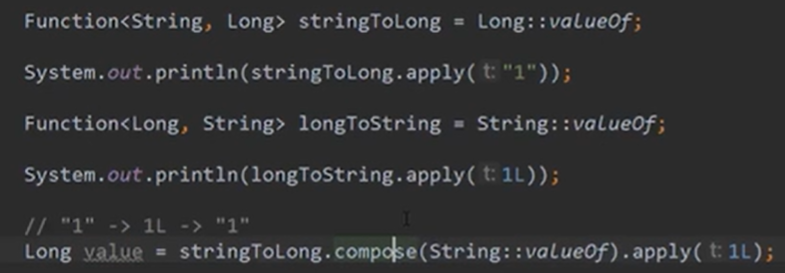 Function<String, Long> stringToLong = Long::valueOf;
System.out.println(stringToLong.apply( t: "1"));
Function<Long, String> longToString = String::valueOf;
System.out.println(longToString.apply( t: 1L));
// "1" -> 1L -> "1"
Long value = stringToLong.compose(String::valueOf).apply( t: 1L);